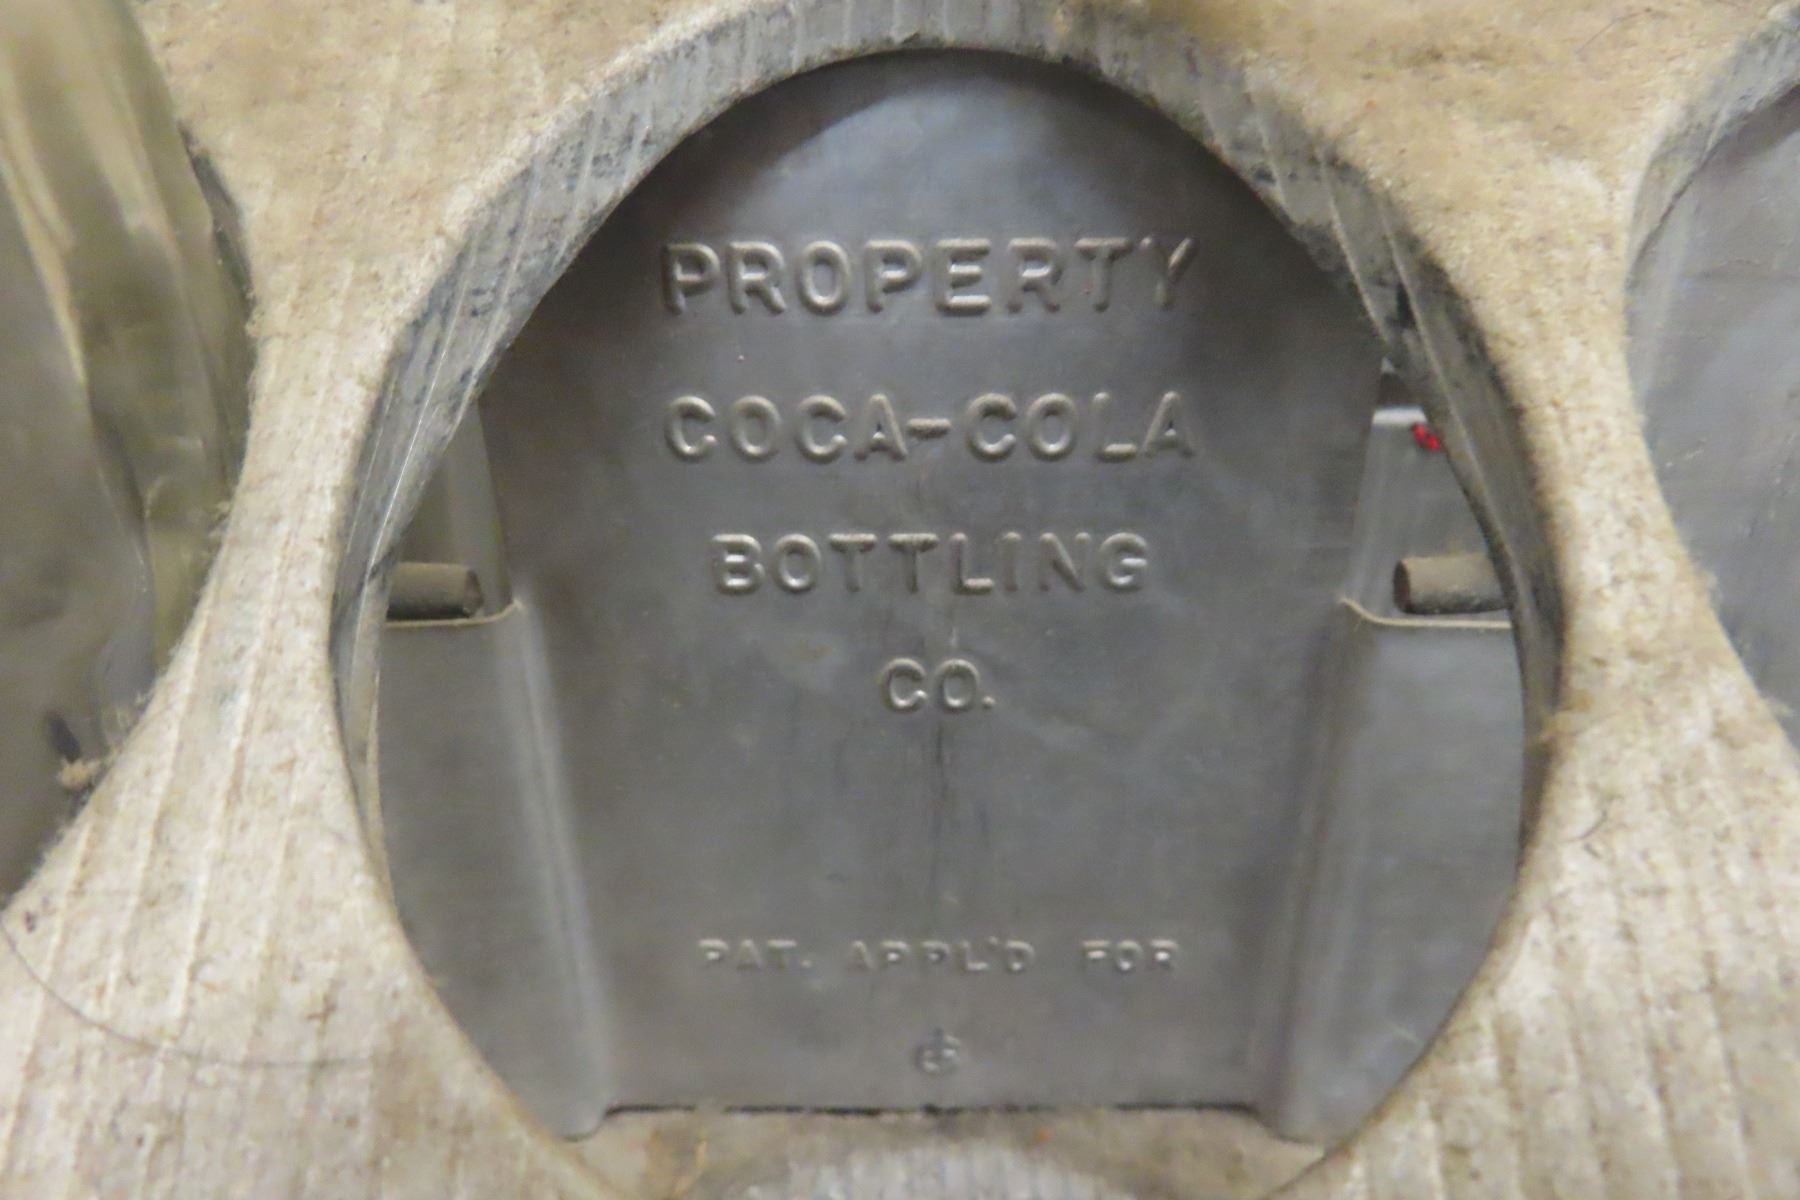 PROPERTY
COCA-COLA
BOTTLING
CO.
PAT. APPL'D FOR